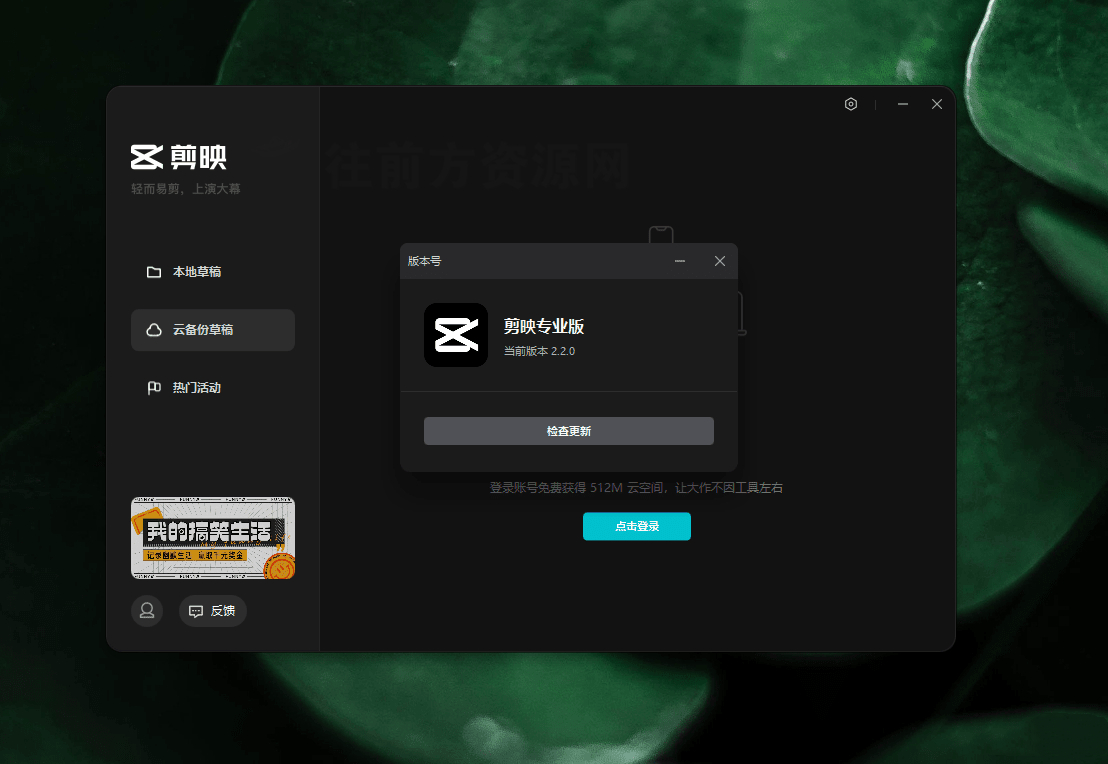 剪映
轻而易剪，上演大幕
往前方资源网
本地草稿
云备份草稿
热门活动
版本号
剪映专业版
当前版本 2.2.0
检查更新
登录账号免费获得 512M 云空间，让大作不因工具左右
点击登录
我的搞笑生活
记录幽默生活 赢取千元奖金
反馈